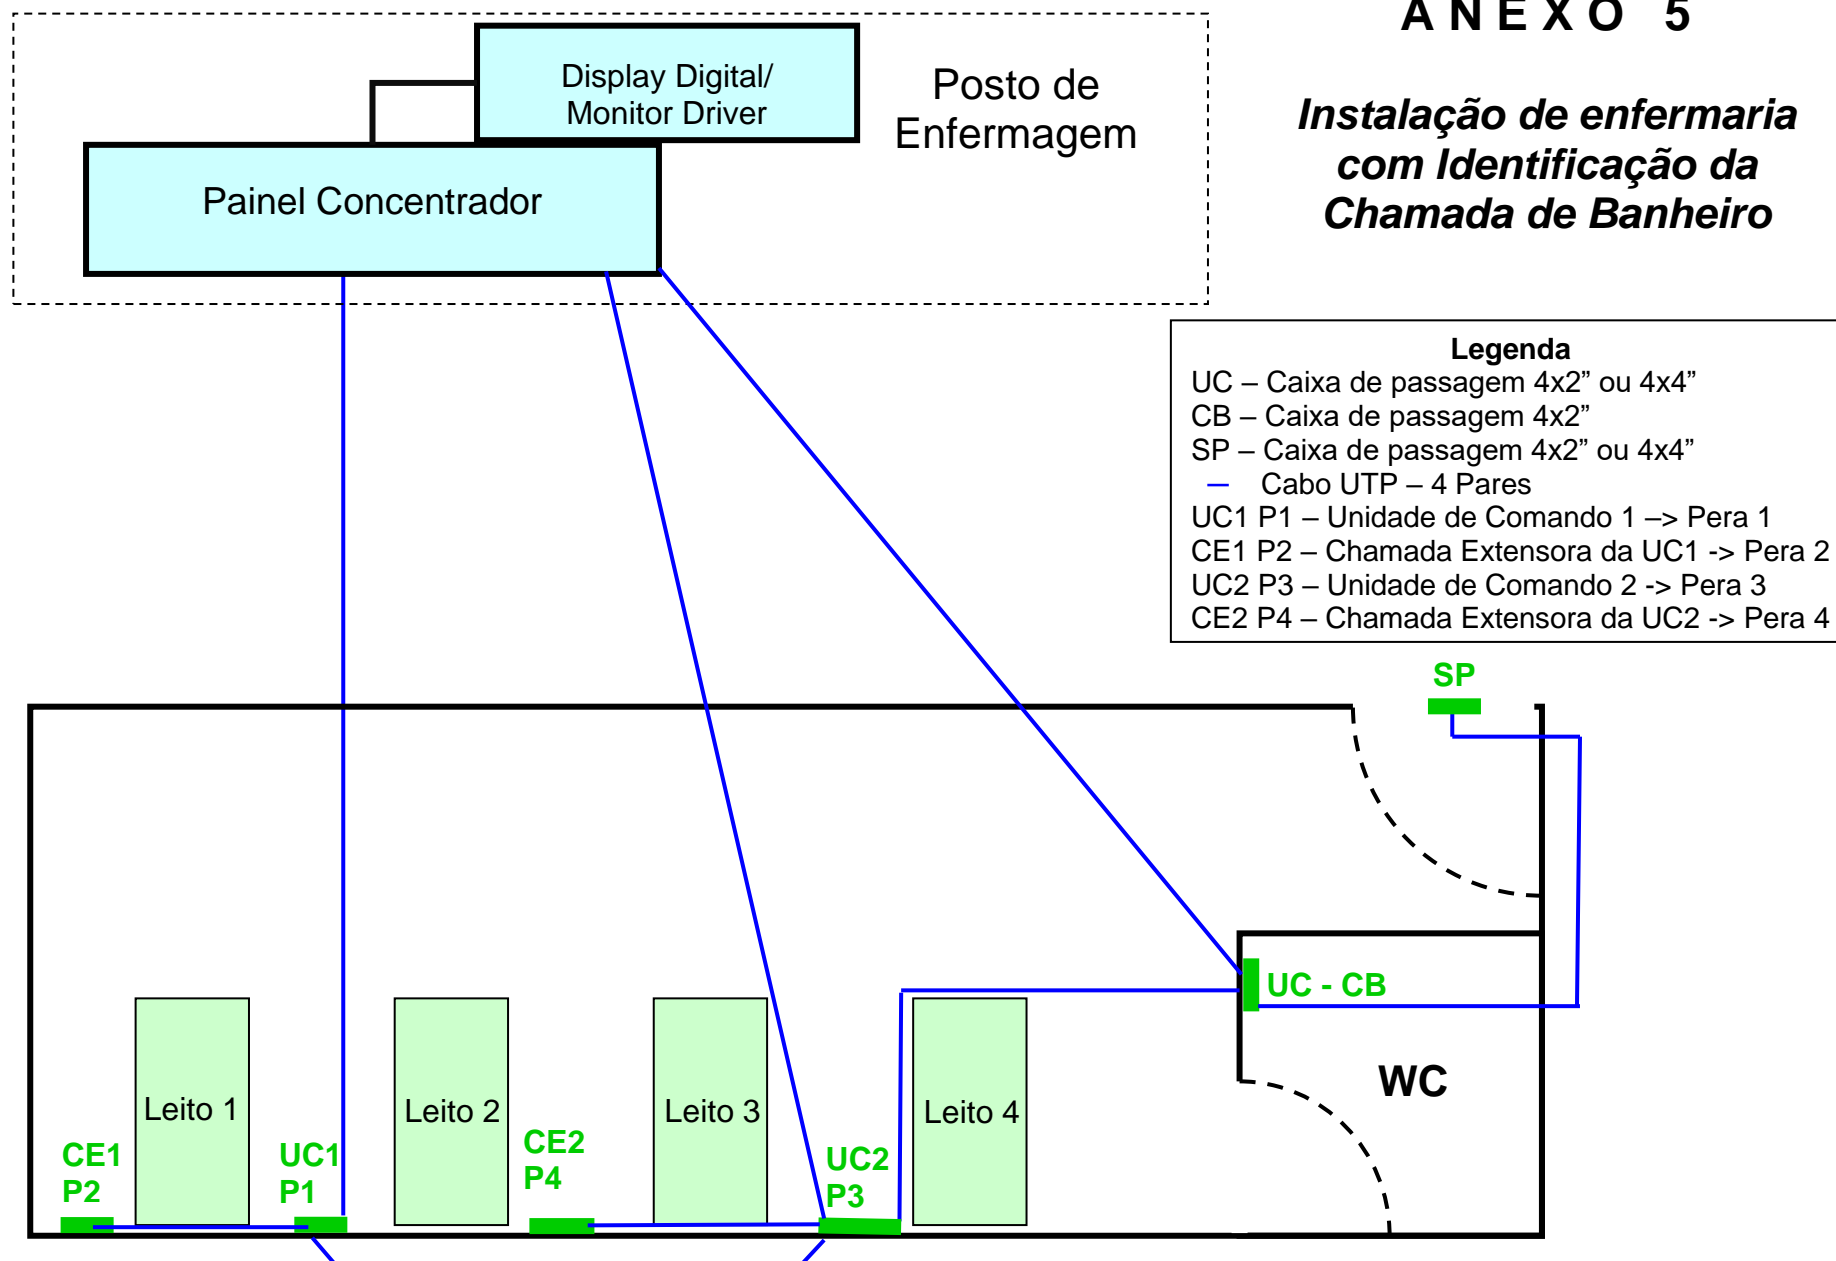 ANEXO 5
Display Digital/
Monitor Driver
Posto de
Enfermagem
Instalação de enfermaria
com Identificação da
Chamada de Banheiro
Painel Concentrador
Legenda
UC – Caixa de passagem 4x2” ou 4x4”
CB – Caixa de passagem 4x2”
SP – Caixa de passagem 4x2” ou 4x4”
— Cabo UTP – 4 Pares
UC1 P1 – Unidade de Comando 1 –> Pera 1
CE1 P2 – Chamada Extensora da UC1 -> Pera 2
UC2 P3 – Unidade de Comando 2 -> Pera 3
CE2 P4 – Chamada Extensora da UC2 -> Pera 4
SP
UC - CB
WC
Leito 1
Leito 2
Leito 3
Leito 4
CE1
P2
UC1
P1
CE2
P4
UC2
P3